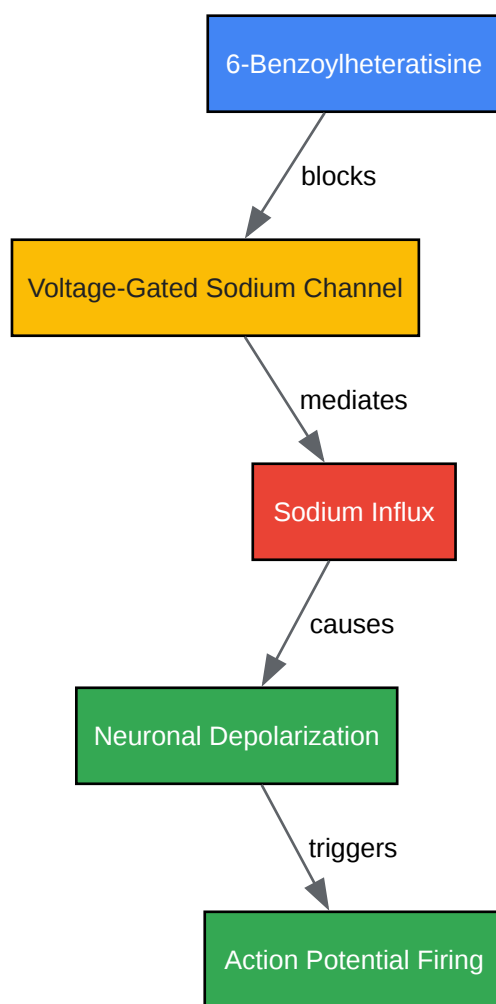 6-Benzoylheteratisine
blocks
Voltage-Gated Sodium Channel
mediates
Sodium Influx
causes
Neuronal Depolarization
triggers
Action Potential Firing